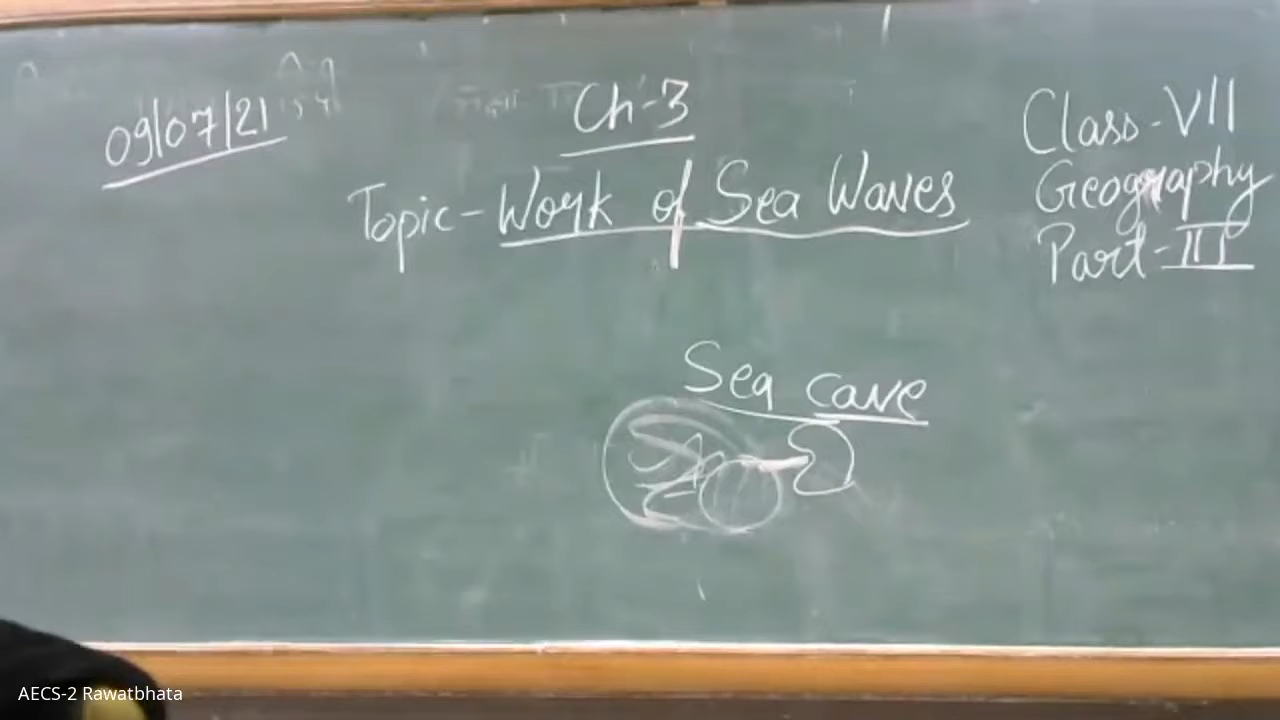 09/07/21
Ch-3
Class-VII
Geography
Part-III
Topic-Work of Sea Waves
Sea cave
AECS-2 Rawatbhata